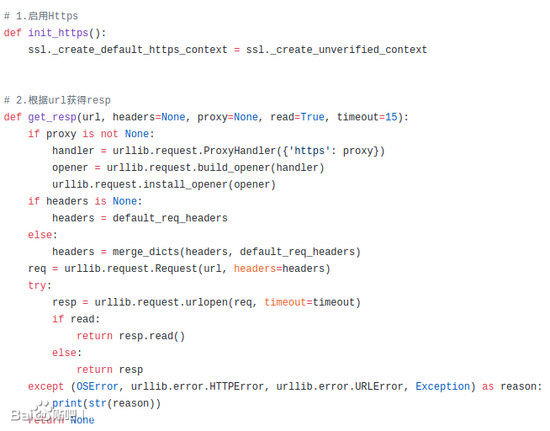 # 1.启用Https
def init_https():
    ssl._create_default_https_context = ssl._create_unverified_context
# 2.根据url获得resp
def get_resp(url, headers=None, proxy=None, read=True, timeout=15):
    if proxy is not None:
        handler = urllib.request.ProxyHandler({'https': proxy})
        opener = urllib.request.build_opener(handler)
        urllib.request.install_opener(opener)
    if headers is None:
        headers = default_req_headers
    else:
        headers = merge_dicts(headers, default_req_headers)
    req = urllib.request.Request(url, headers=headers)
    try:
        resp = urllib.request.urlopen(req, timeout=timeout)
        if read:
            return resp.read()
        else:
            return resp
    except (OSError, urllib.error.HTTPError, urllib.error.URLError, Exception) as reason:
        print(str(reason))
    return None
Bai 贴吧